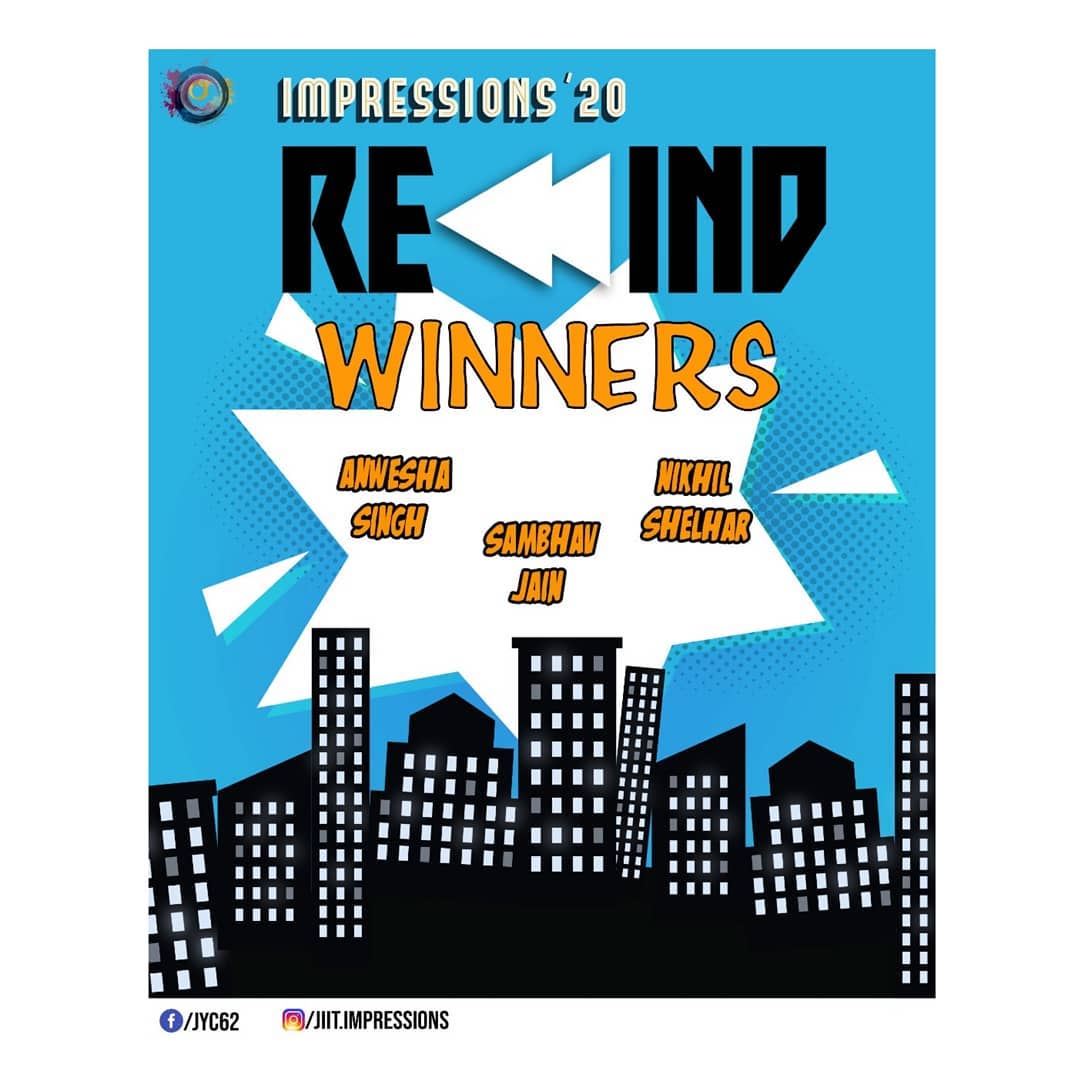 IMPRESSIONS'20
REWIND
WINNERS
ANWESHA
SINGH
SAMBHAV
JAIN
NIKHIL
SHELHAR
/JYC62
/JIIT.IMPRESSIONS